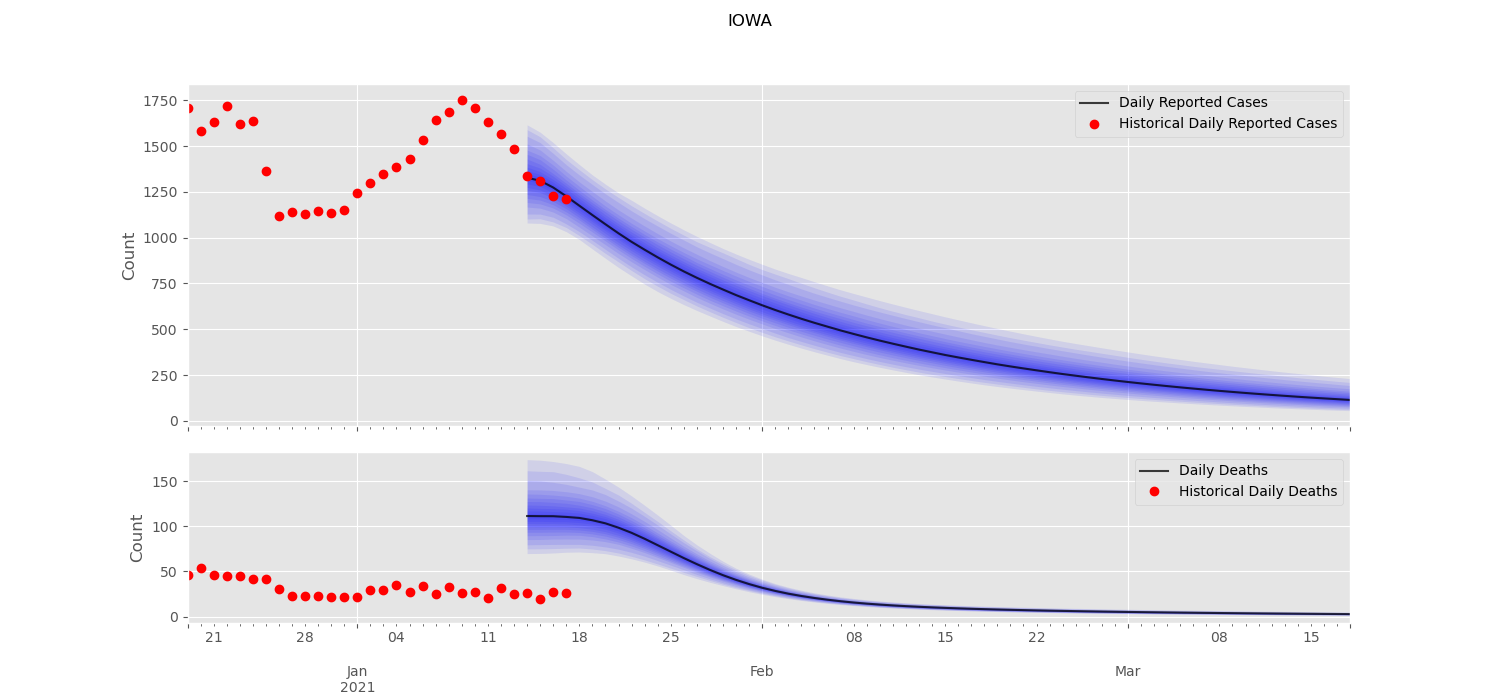 IOWA
1750
1500
1250
1000
750
500
250
0
Count
Daily Reported Cases
Historical Daily Reported Cases
150
100
50
0
Count
Daily Deaths
Historical Daily Deaths
21 28 04 11 18 25 08 15 22 08 15
Jan Feb Mar
2021